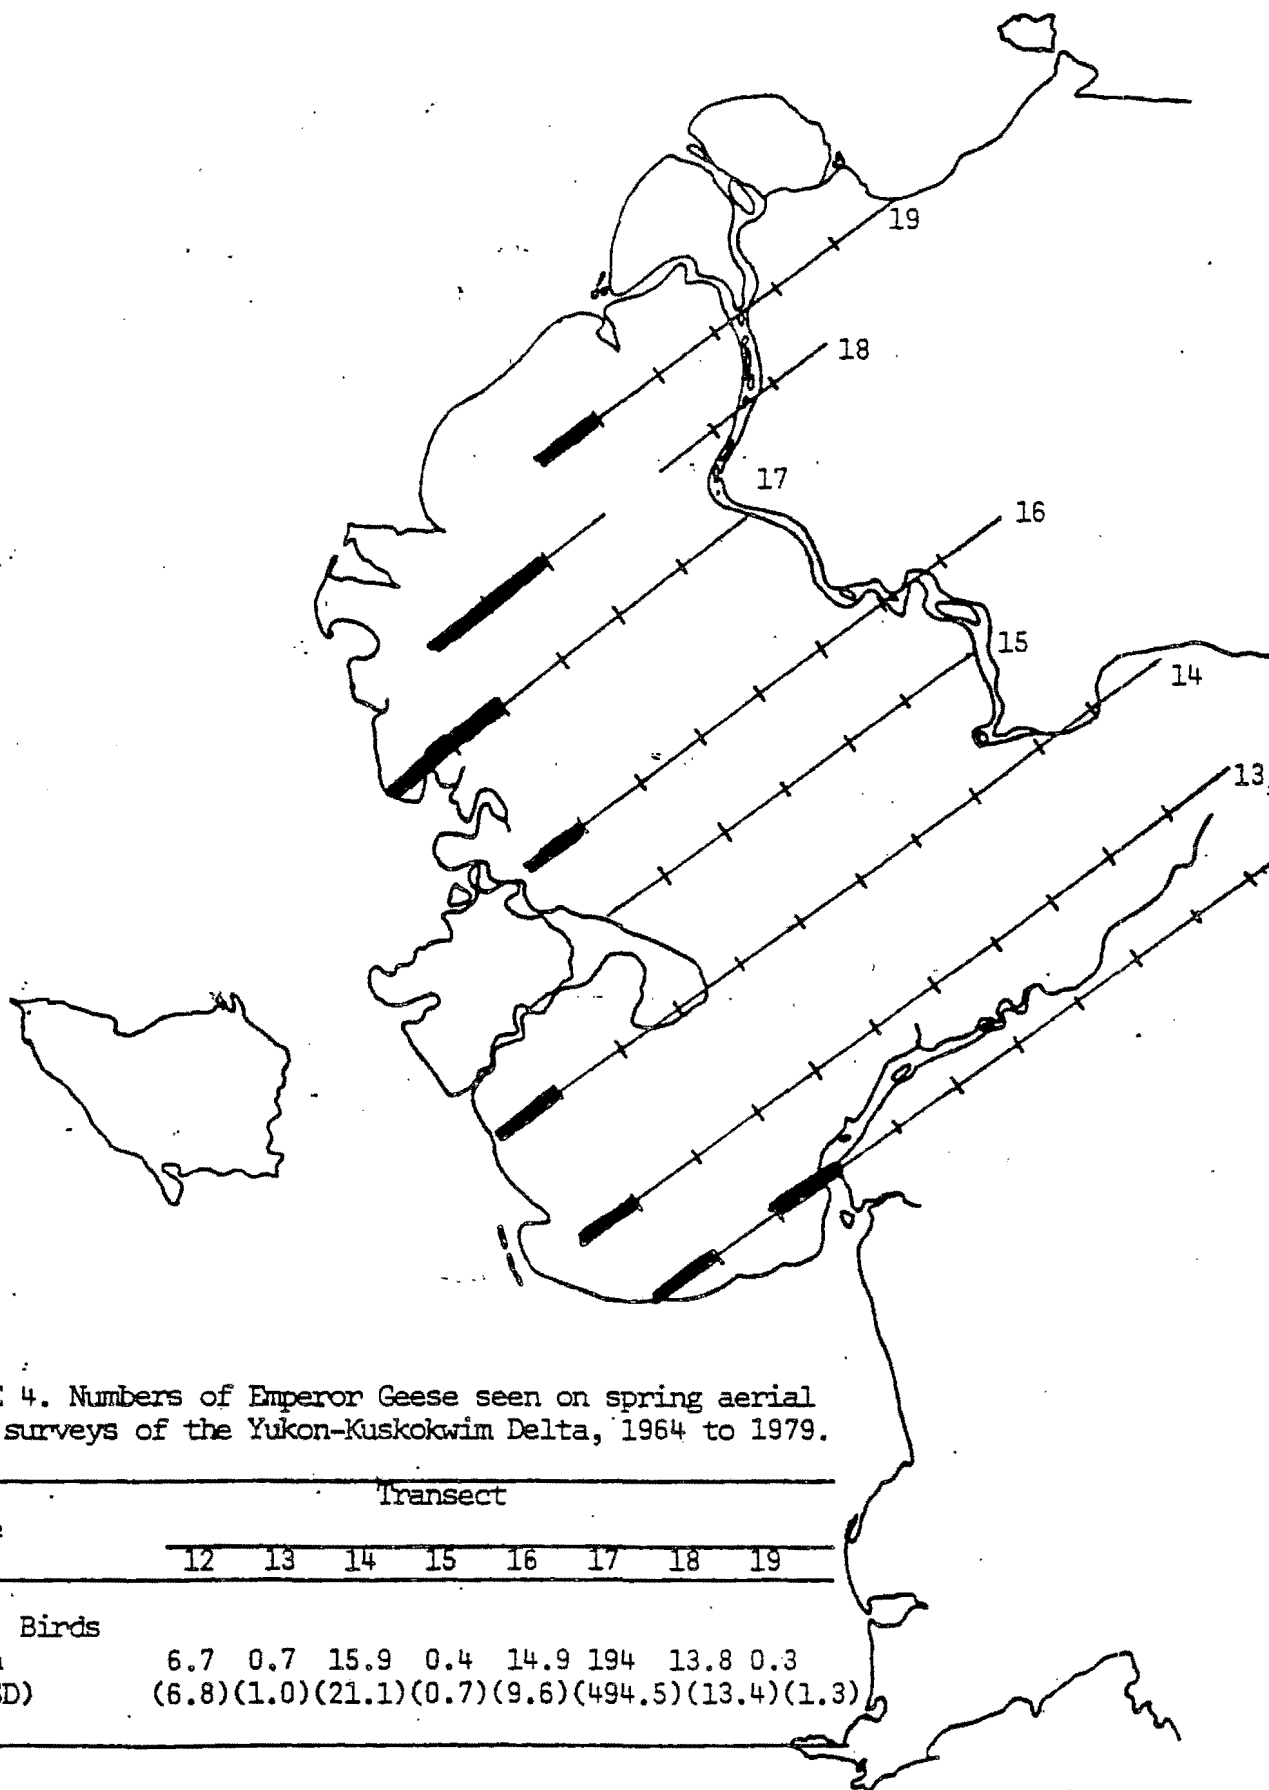 19
18
17
16
15
14
13
4. Numbers of Emperor Geese seen on spring aerial
surveys of the Yukon-Kuskokwim Delta, 1964 to 1979.
Transect
12 13 14 15 16 17 18 19
Birds
6.7 0.7 15.9 0.4 14.9 194 13.8 0.3
(6.8)(1.0)(21.1)(0.7)(9.6)(494.5)(13.4)(1.3)